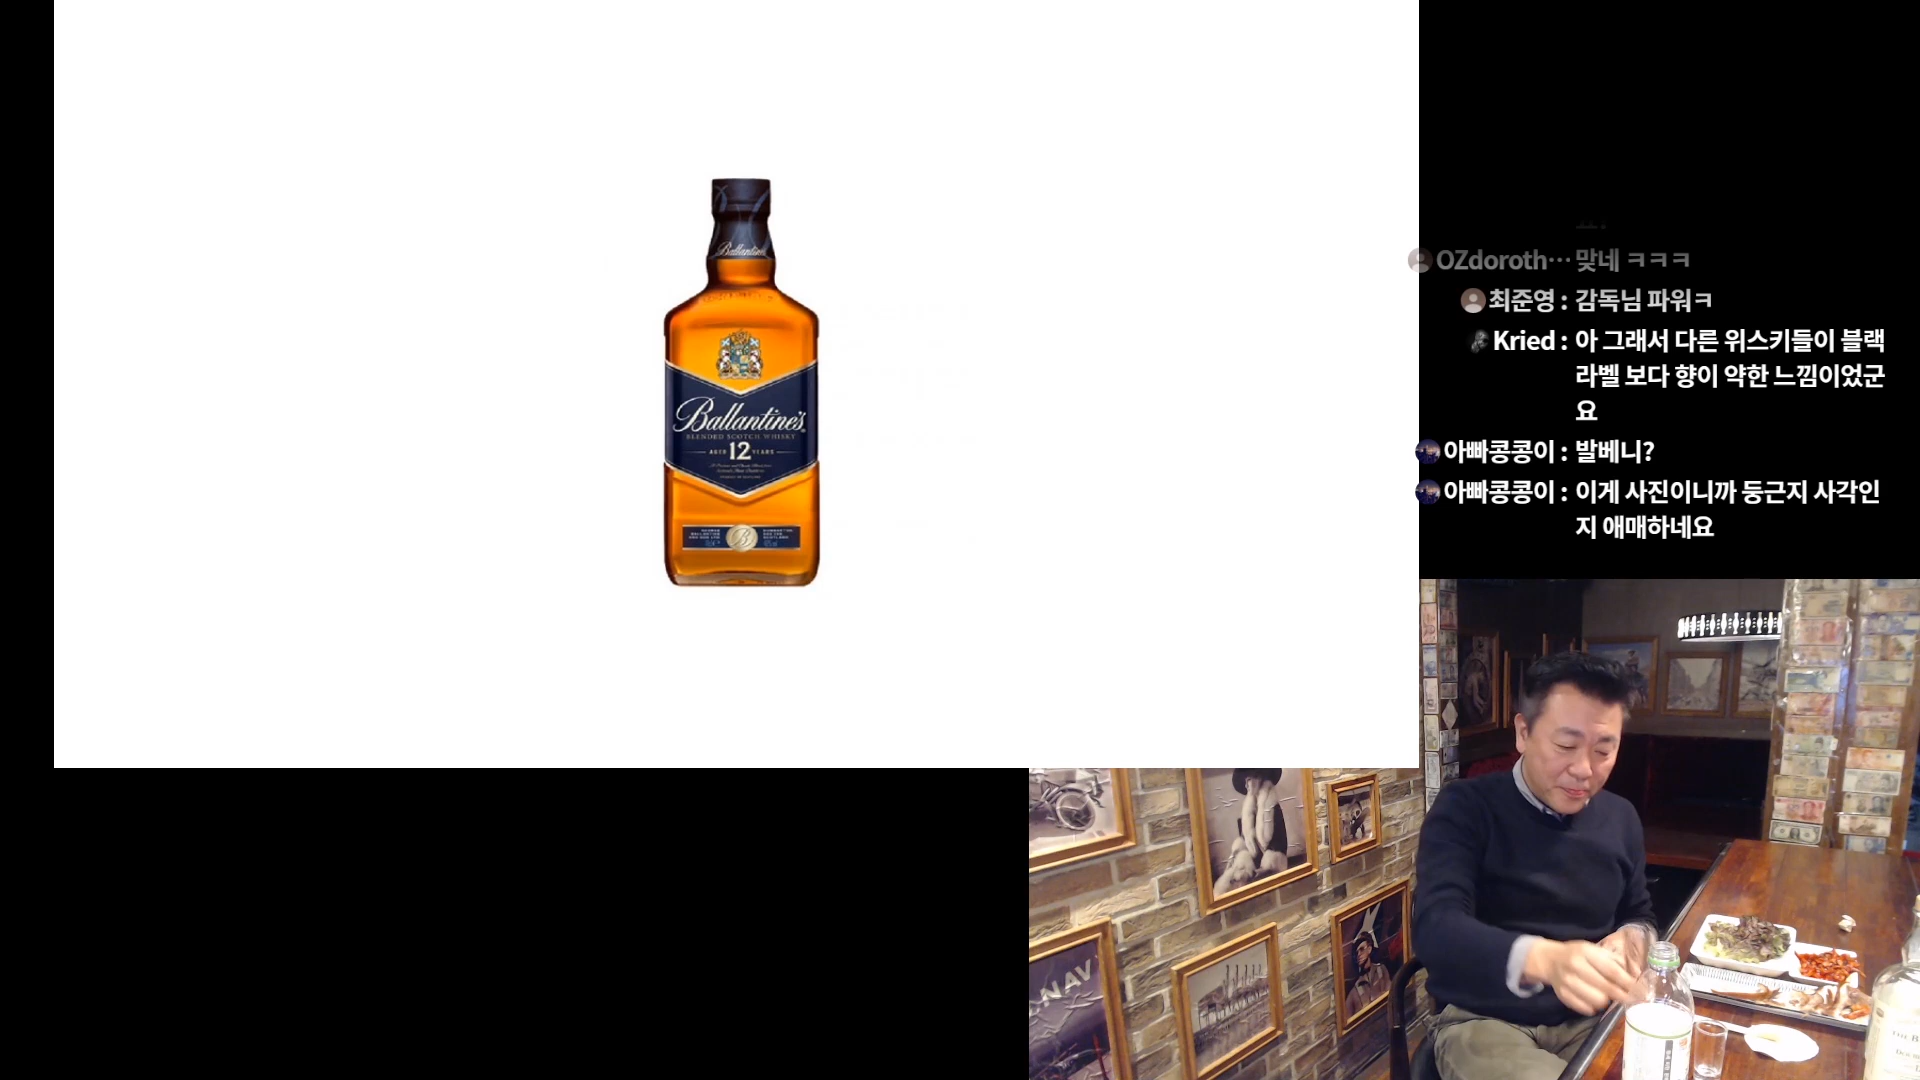 Ballantine's
Ballantine's
BLENDED SCOTCH WHISKY
AGED 12 YEARS
B
OZdoroth… 맞네 ㅋㅋㅋ
최준영 : 감독님 파워ㅋ
Kried : 아 그래서 다른 위스키들이 블랙
라벨 보다 향이 약한 느낌이었군
요
아빠콩콩이 : 발베니?
아빠콩콩이 : 이게 사진이니까 둥근지 사각인
지 애매하네요
NAV